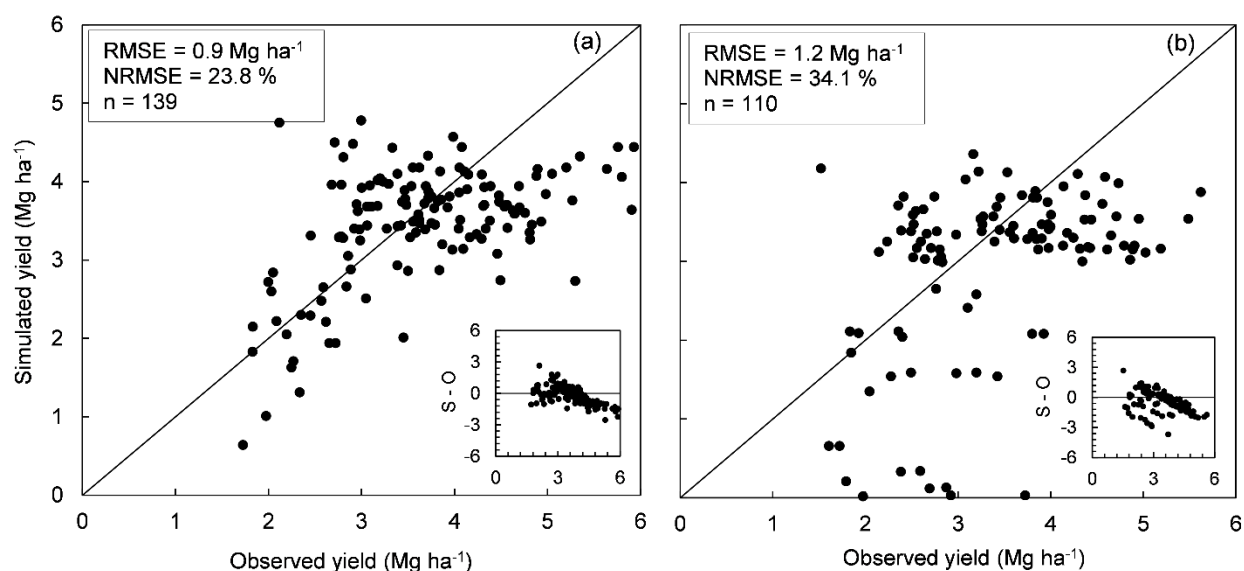 RMSE = 0.9 Mg ha⁻¹
NRMSE = 23.8 %
n = 139
(a)
6
5
4
3
2
1
0
Simulated yield (Mg ha⁻¹)
0 1 2 3 4 5 6
Observed yield (Mg ha⁻¹)
6
3
0
-3
-6
S - O
0 3 6
RMSE = 1.2 Mg ha⁻¹
NRMSE = 34.1 %
n = 110
(b)
0 1 2 3 4 5 6
Observed yield (Mg ha⁻¹)
6
3
0
-3
-6
S - O
0 3 6